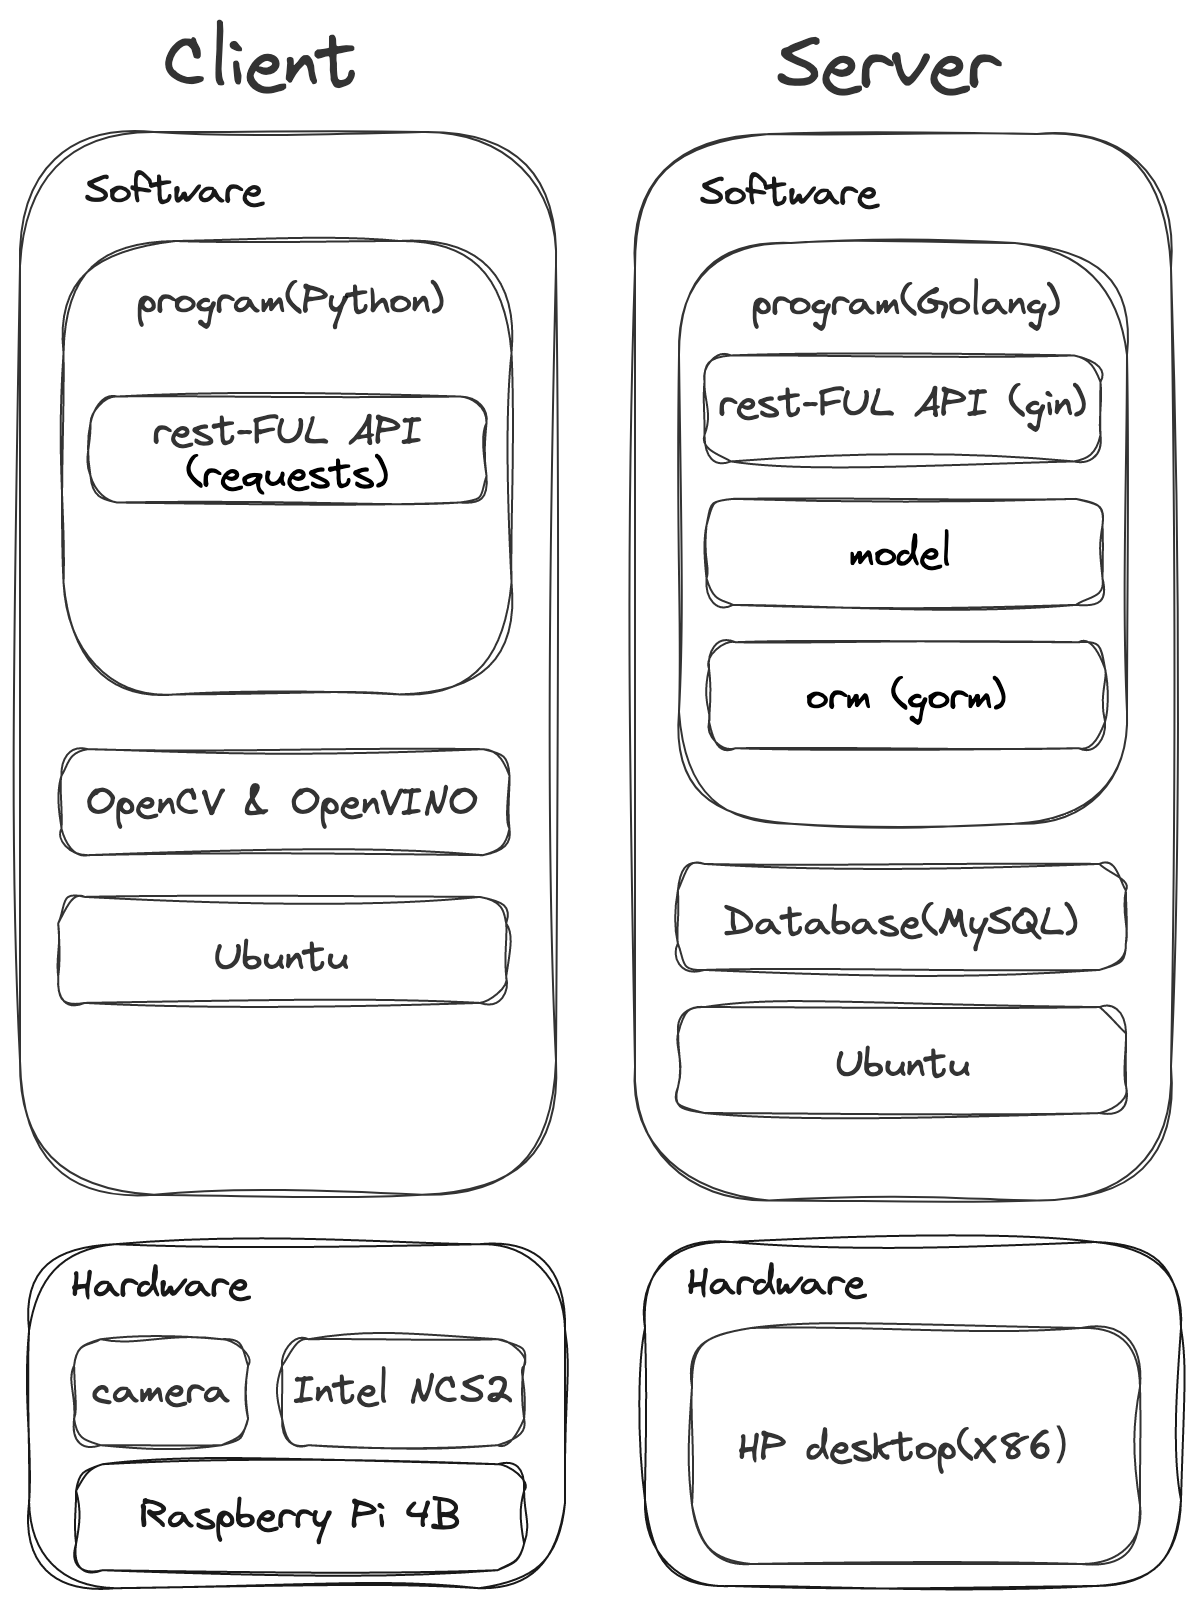 Client
Software
program(Python)
rest-FUL API
(requests)
OpenCV & OpenVINO
Ubuntu
Hardware
camera
Intel NCS2
Raspberry Pi 4B
Server
Software
program(Golang)
rest-FUL API (gin)
model
orm (gorm)
Database(MySQL)
Ubuntu
Hardware
HP desktop(X86)